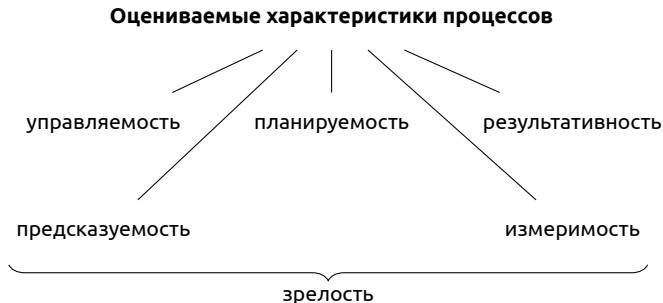 Оцениваемые характеристики процессов
управляемость планируемость результативность
предсказуемость измеримость
зрелость